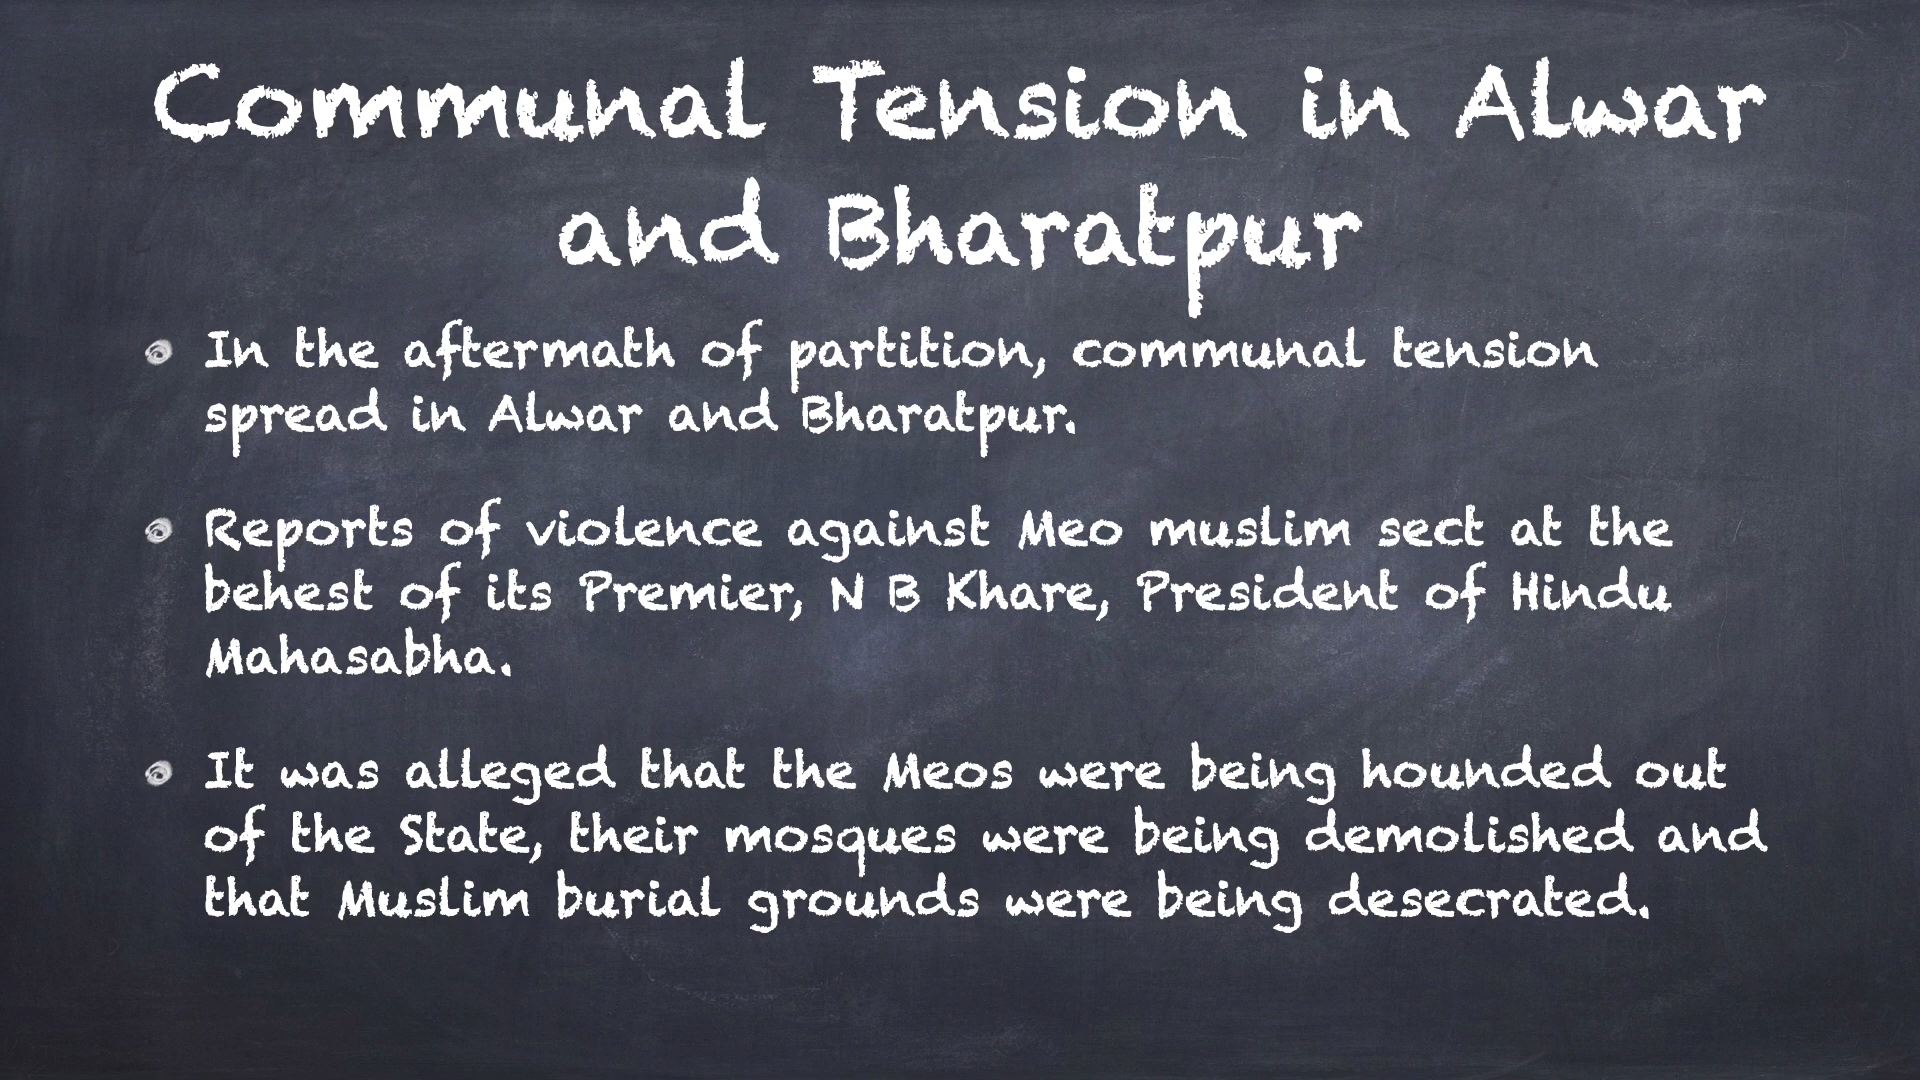 Communal Tension in Alwar
and Bharatpur
In the aftermath of partition, communal tension
spread in Alwar and Bharatpur.
Reports of violence against Meo muslim sect at the
behest of its Premier, N B Khare, President of Hindu
Mahasabha.
It was alleged that the Meos were being hounded out
of the State, their mosques were being demolished and
that Muslim burial grounds were being desecrated.